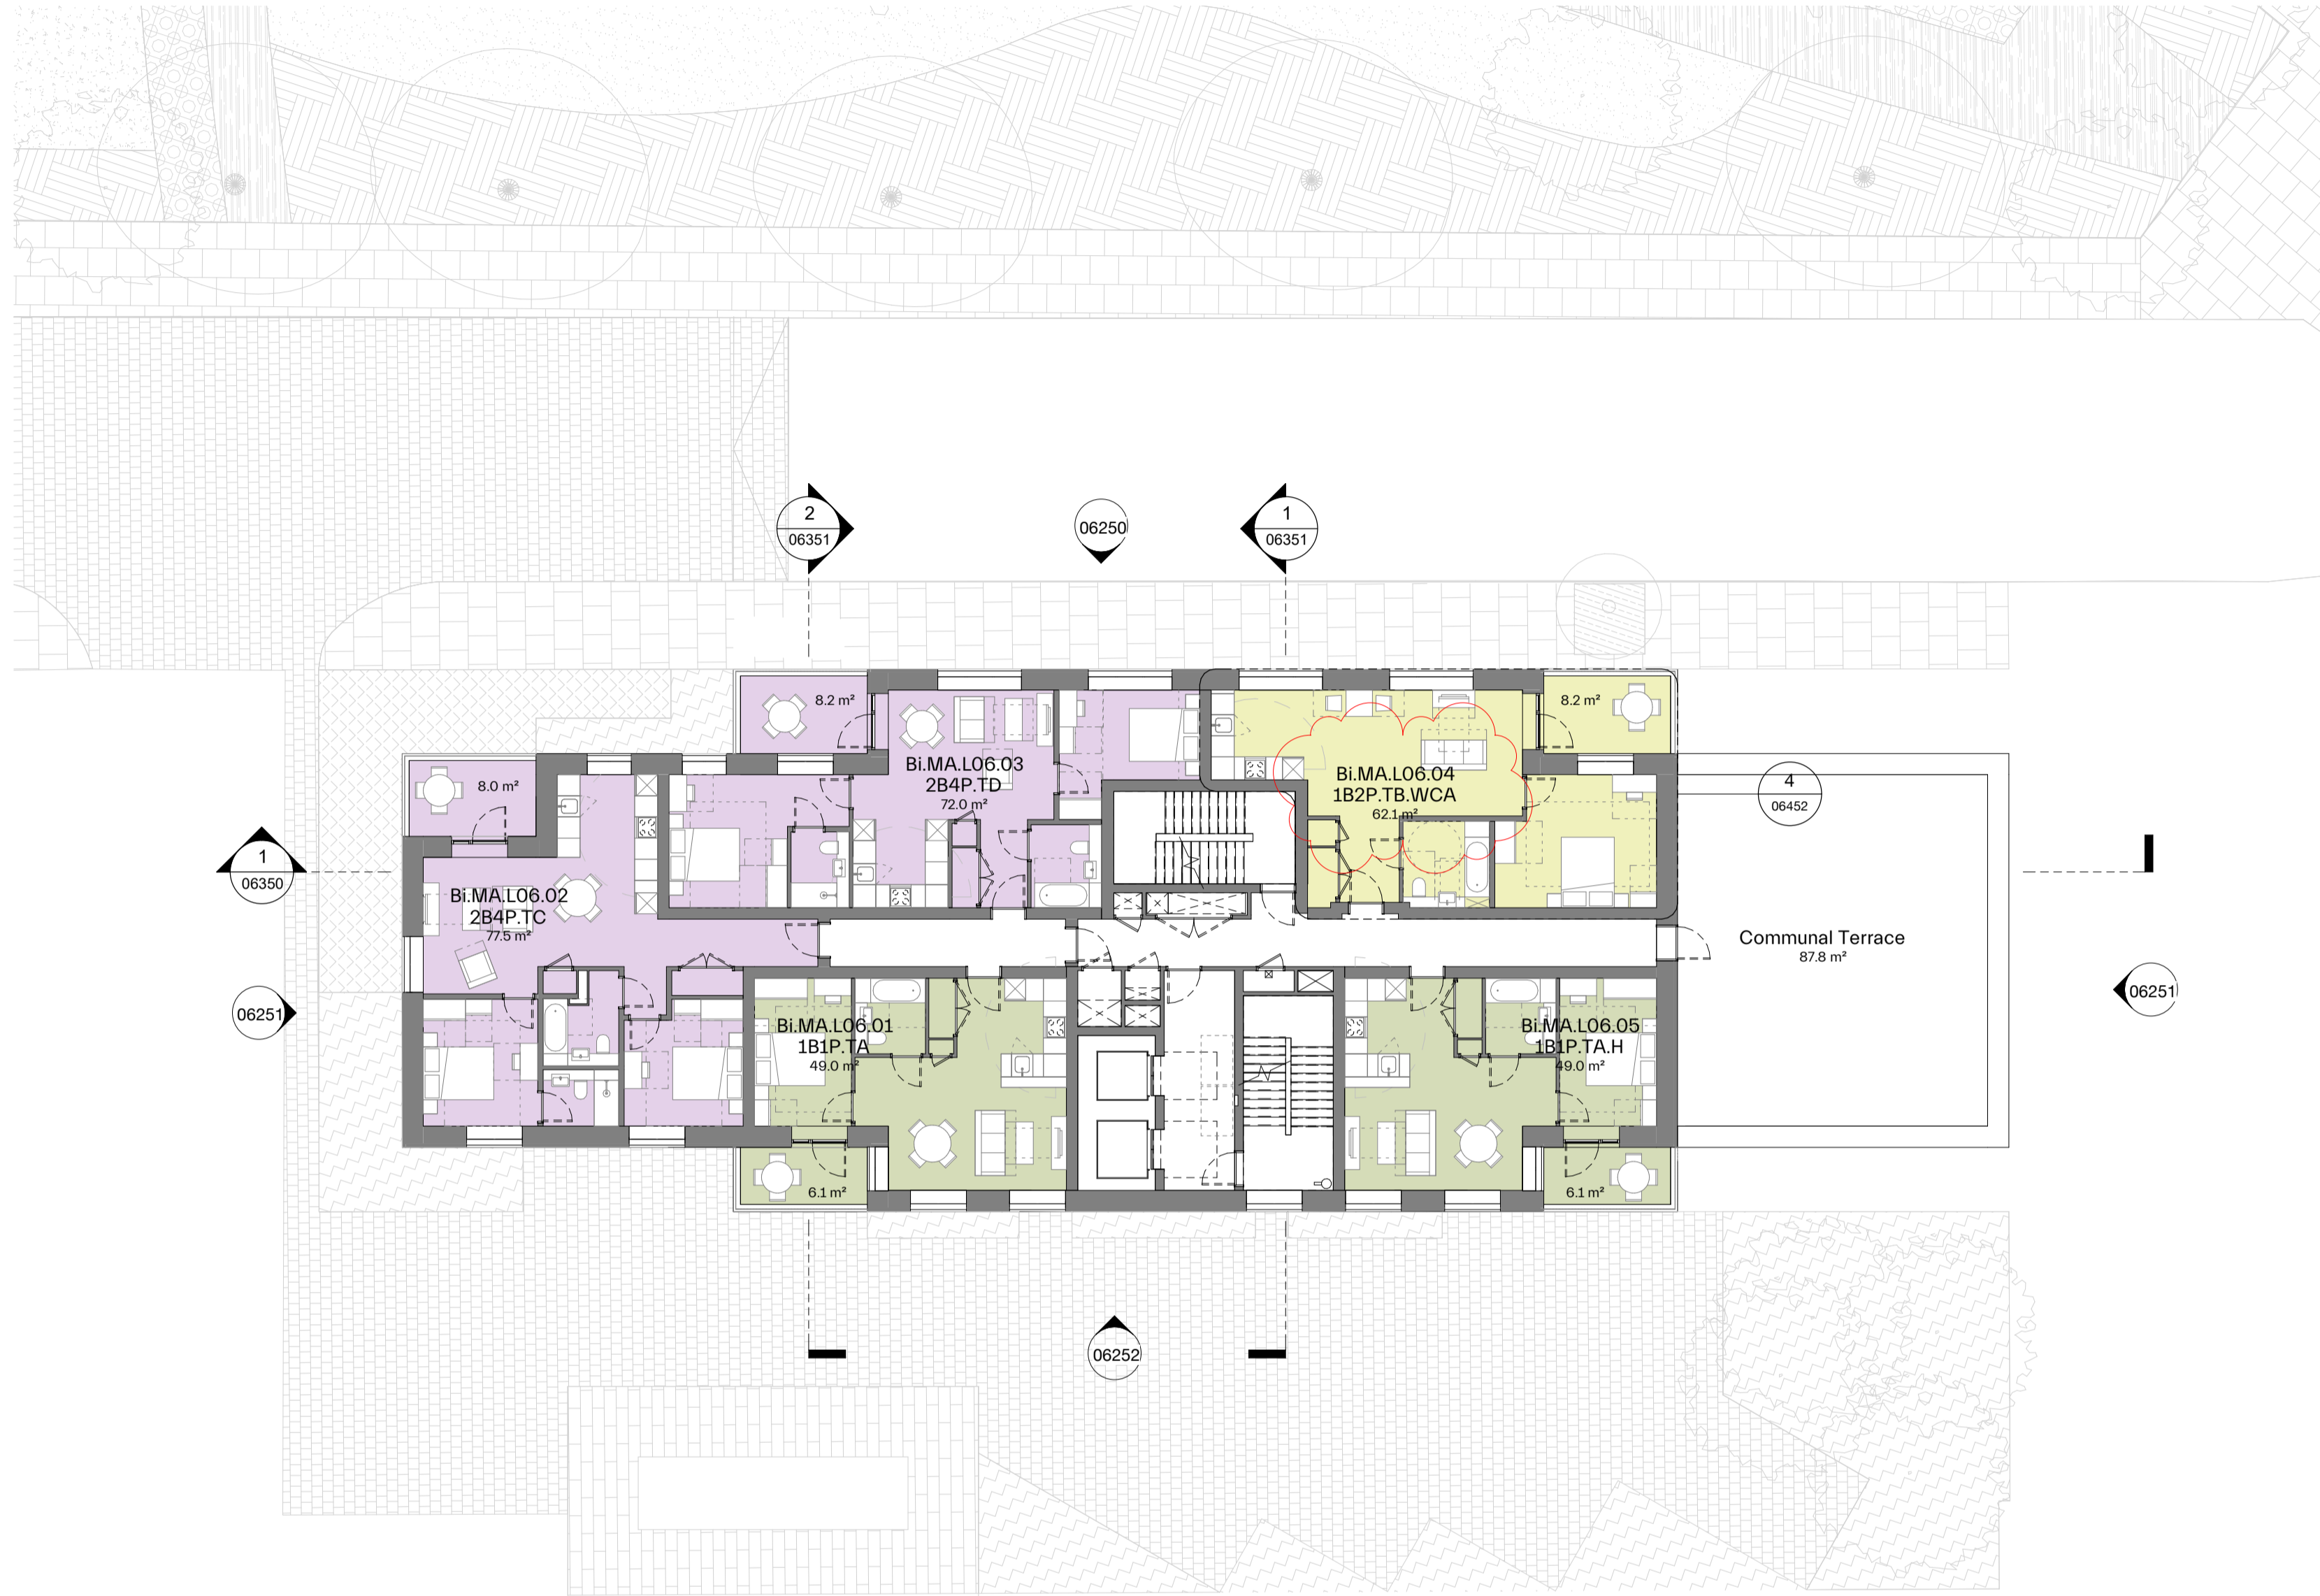 2
06351
06250
1
06351
8.2 m²
8.2 m²
Bi.MA.L06.03
2B4P.TD
72.0 m²
Bi.MA.L06.04
1B2P.TB.WCA
62.1 m²
8.0 m²
4
06452
1
06350
Bi.MA.L06.02
2B4P.TC
77.5 m²
Communal Terrace
87.8 m²
06251
06251
Bi.MA.L06.01
1B1P.TA
49.0 m²
Bi.MA.L06.05
1B1P.TA.H
49.0 m²
6.1 m²
6.1 m²
06252